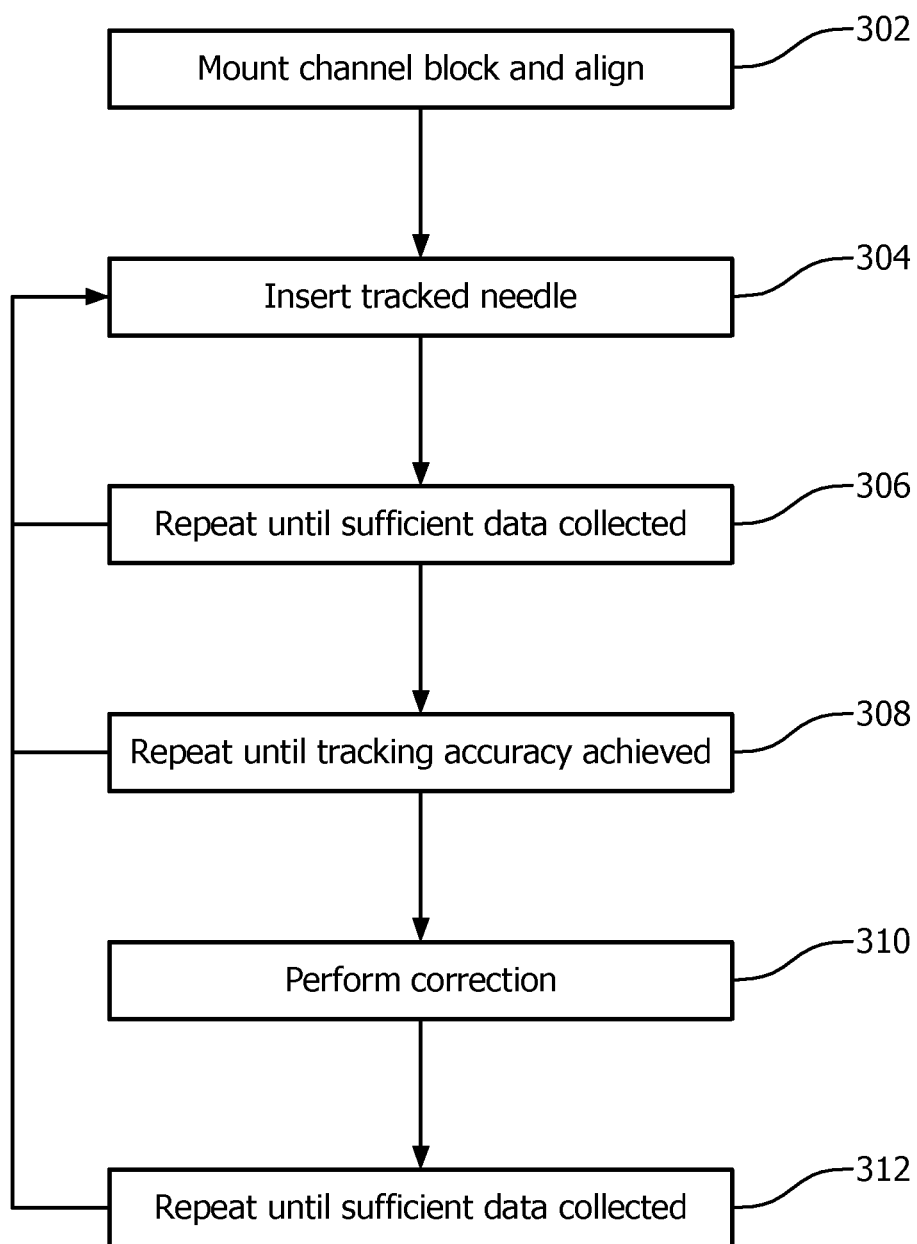 302
Mount channel block and align
304
Insert tracked needle
306
Repeat until sufficient data collected
308
Repeat until tracking accuracy achieved
310
Perform correction
312
Repeat until sufficient data collected